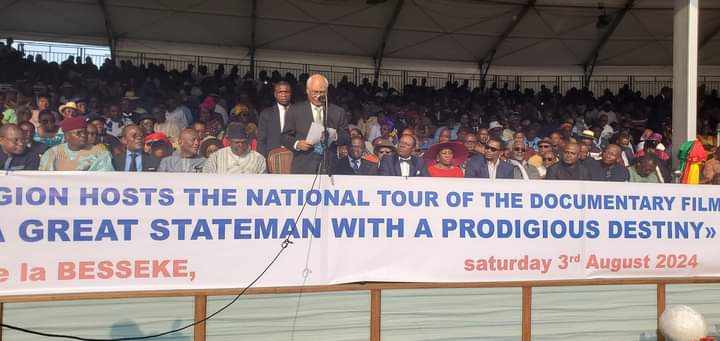 GION HOSTS THE NATIONAL TOUR OF THE DOCUMENTARY FILM
A GREAT STATESMAN WITH A PRODIGIOUS DESTINY»
e la BESSEKE,
saturday 3rd August 2024